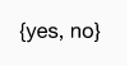 {yes, no}